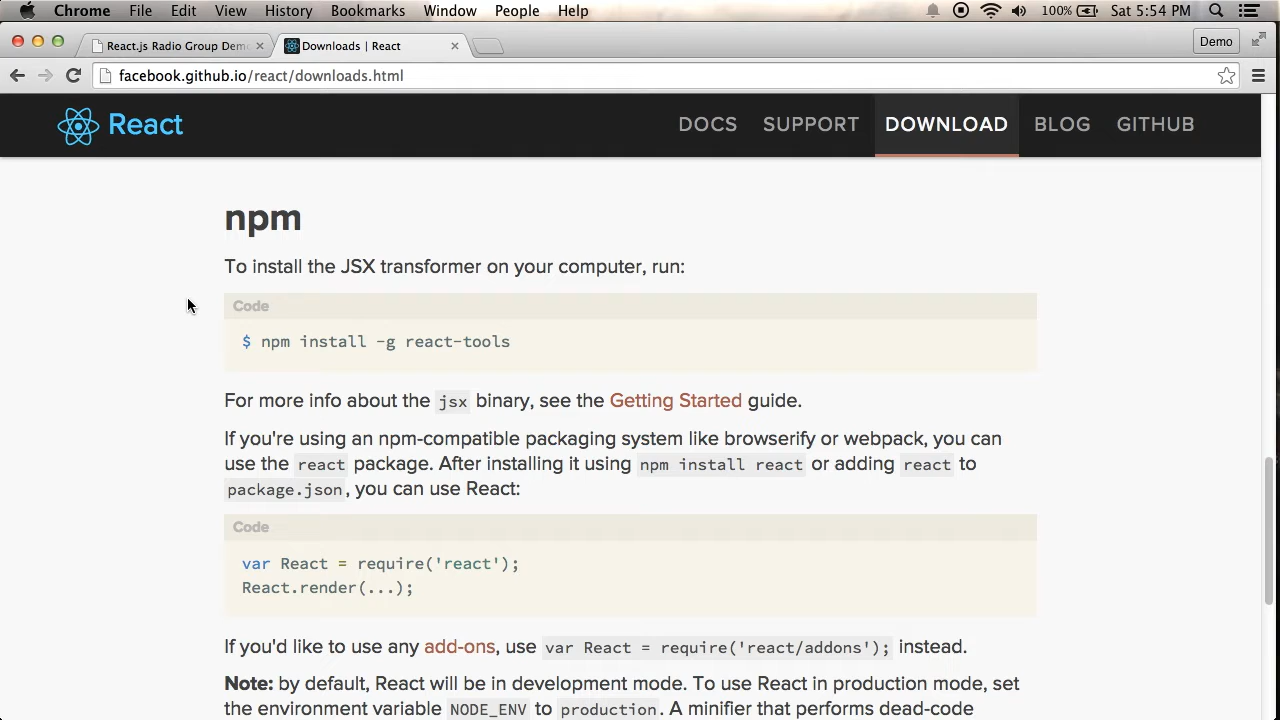 Chrome File Edit View History Bookmarks Window People Help 100% Sat 5:54 PM
React.js Radio Group Dem
Downloads | React
Demo
facebook.github.io/react/downloads.html
React DOCS SUPPORT DOWNLOAD BLOG GITHUB
npm
To install the JSX transformer on your computer, run:
Code
$ npm install -g react-tools
For more info about the jsx binary, see the Getting Started guide.
If you're using an npm-compatible packaging system like browserify or webpack, you can
use the react package. After installing it using npm install react or adding react to
package.json, you can use React:
Code
var React = require('react');
React.render(...);
If you'd like to use any add-ons, use var React = require('react/addons'); instead.
Note: by default, React will be in development mode. To use React in production mode, set
the environment variable NODE_ENV to production. A minifier that performs dead-code